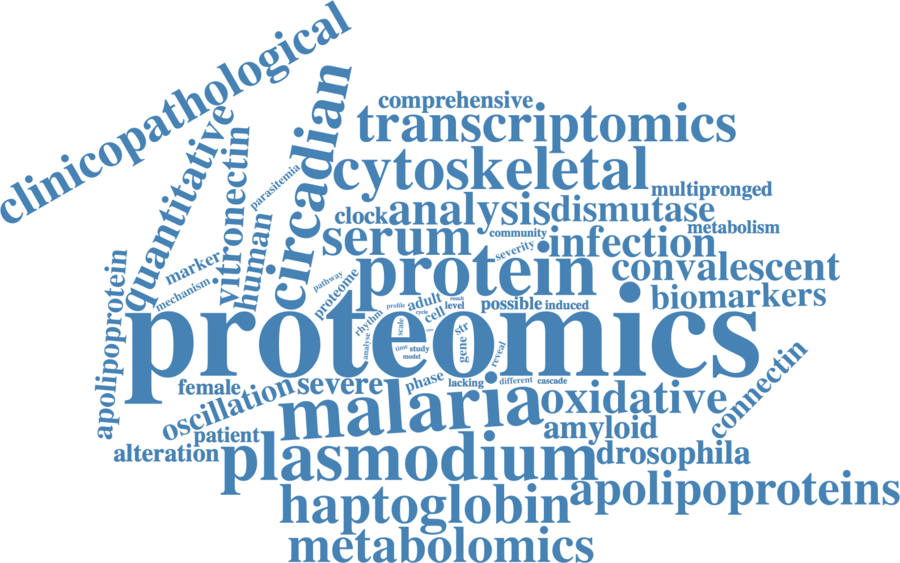 clinicopathological
comprehensive
transcriptomics
quantitative
vitronectin
circadian
parasitemia
cytoskeletal
multipronged
clock
analysis
dismutase
metabolism
human
serum
community
infection
severity
apolipoprotein
marker
mechanism
pathway
proteome
protein
convalescent
biomarkers
profile
adult
result
level
possible
induced
rhythm
cycle
cell
scale
str
proteomics
analyse
time
study
model
gene
reveal
female
oscillation
severe
phase
lacking
different
cascade
connectin
malaria
oxidative
patient
amyloid
alteration
plasmodium
drosophila
haptoglobin
apolipoproteins
metabolomics